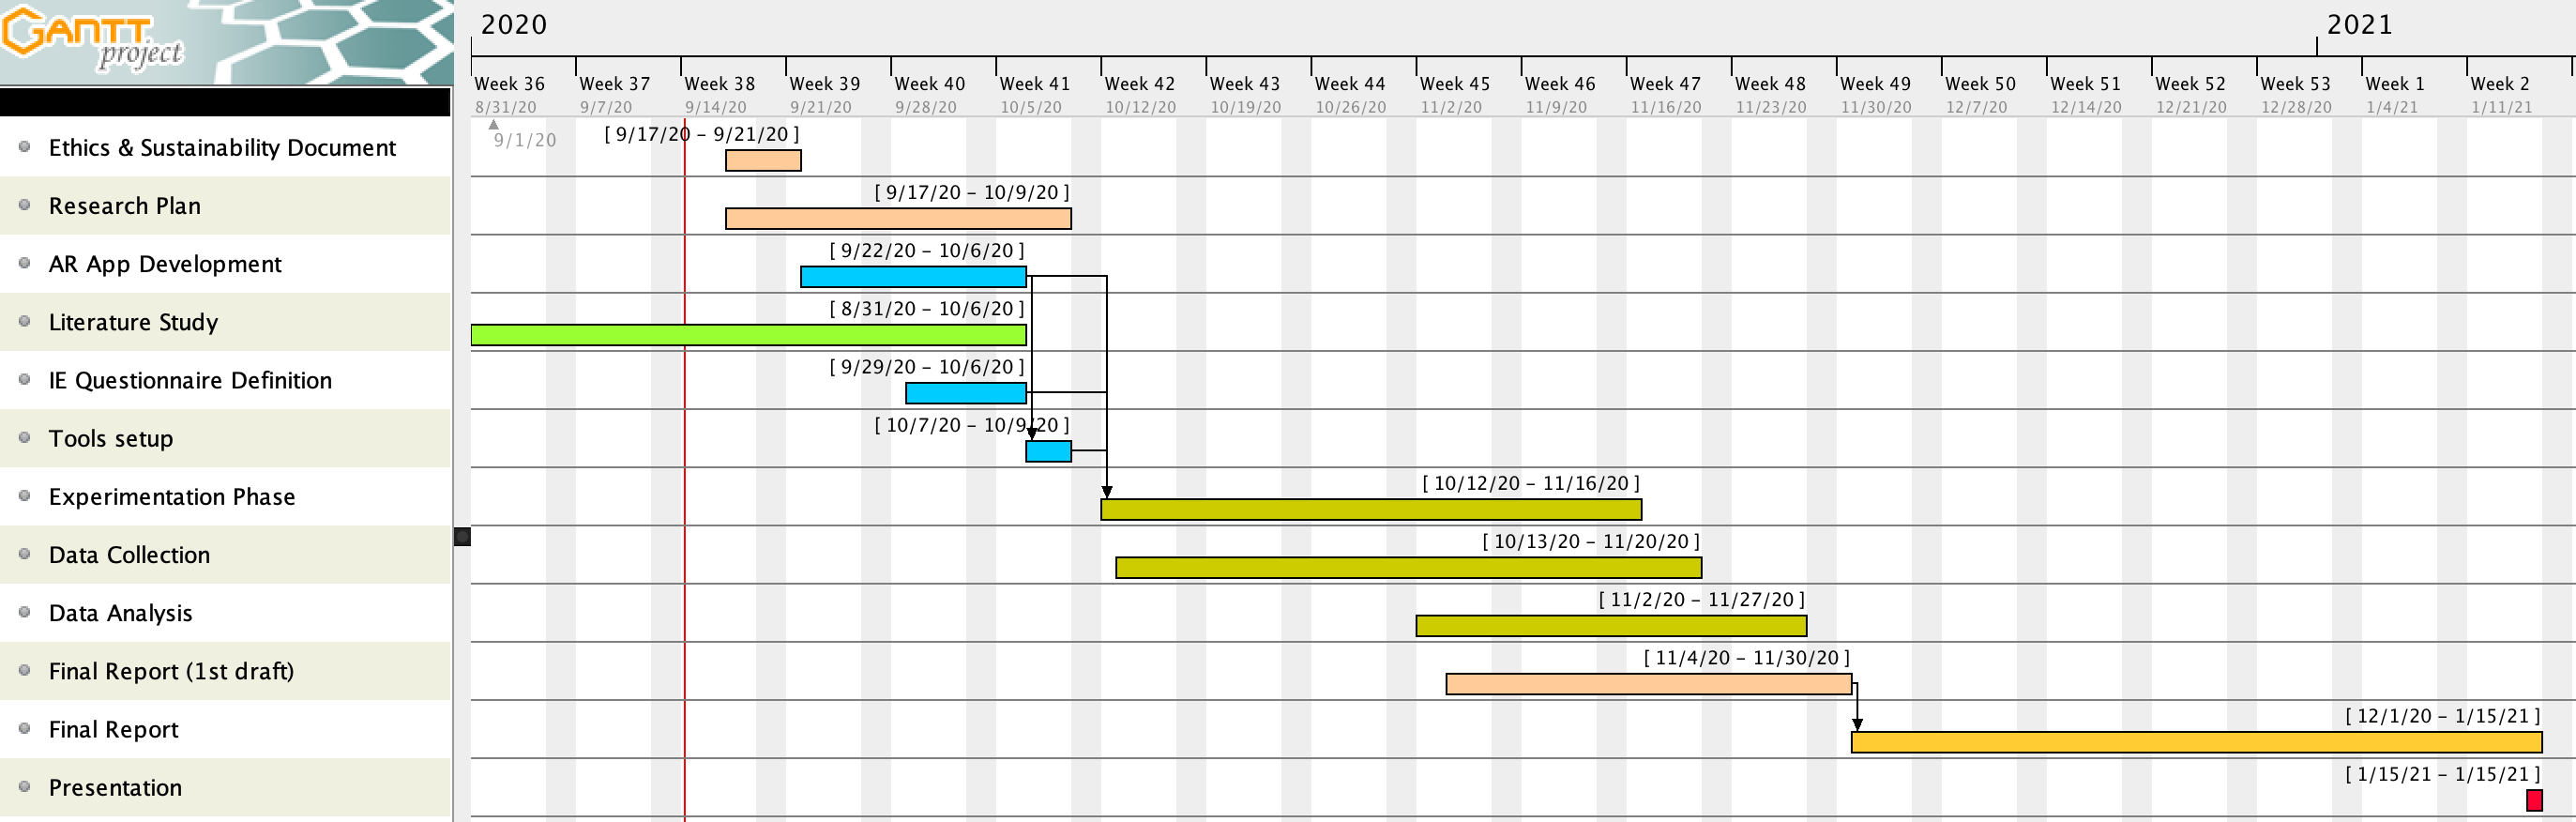 GANTT
project
2020
2021
Week 36 Week 37 Week 38 Week 39 Week 40 Week 41 Week 42 Week 43 Week 44 Week 45 Week 46 Week 47 Week 48 Week 49 Week 50 Week 51 Week 52 Week 53 Week 1 Week 2
8/31/20 9/7/20 9/14/20 9/21/20 9/28/20 10/5/20 10/12/20 10/19/20 10/26/20 11/2/20 11/9/20 11/16/20 11/23/20 11/30/20 12/7/20 12/14/20 12/21/20 12/28/20 1/4/21 1/11/21
9/1/20
Ethics & Sustainability Document [ 9/17/20 – 9/21/20 ]
Research Plan [ 9/17/20 – 10/9/20 ]
AR App Development [ 9/22/20 – 10/6/20 ]
Literature Study [ 8/31/20 – 10/6/20 ]
IE Questionnaire Definition [ 9/29/20 – 10/6/20 ]
Tools setup [ 10/7/20 – 10/9/20 ]
Experimentation Phase [ 10/12/20 – 11/16/20 ]
Data Collection [ 10/13/20 – 11/20/20 ]
Data Analysis [ 11/2/20 – 11/27/20 ]
Final Report (1st draft) [ 11/4/20 – 11/30/20 ]
Final Report [ 12/1/20 – 1/15/21 ]
Presentation [ 1/15/21 – 1/15/21 ]